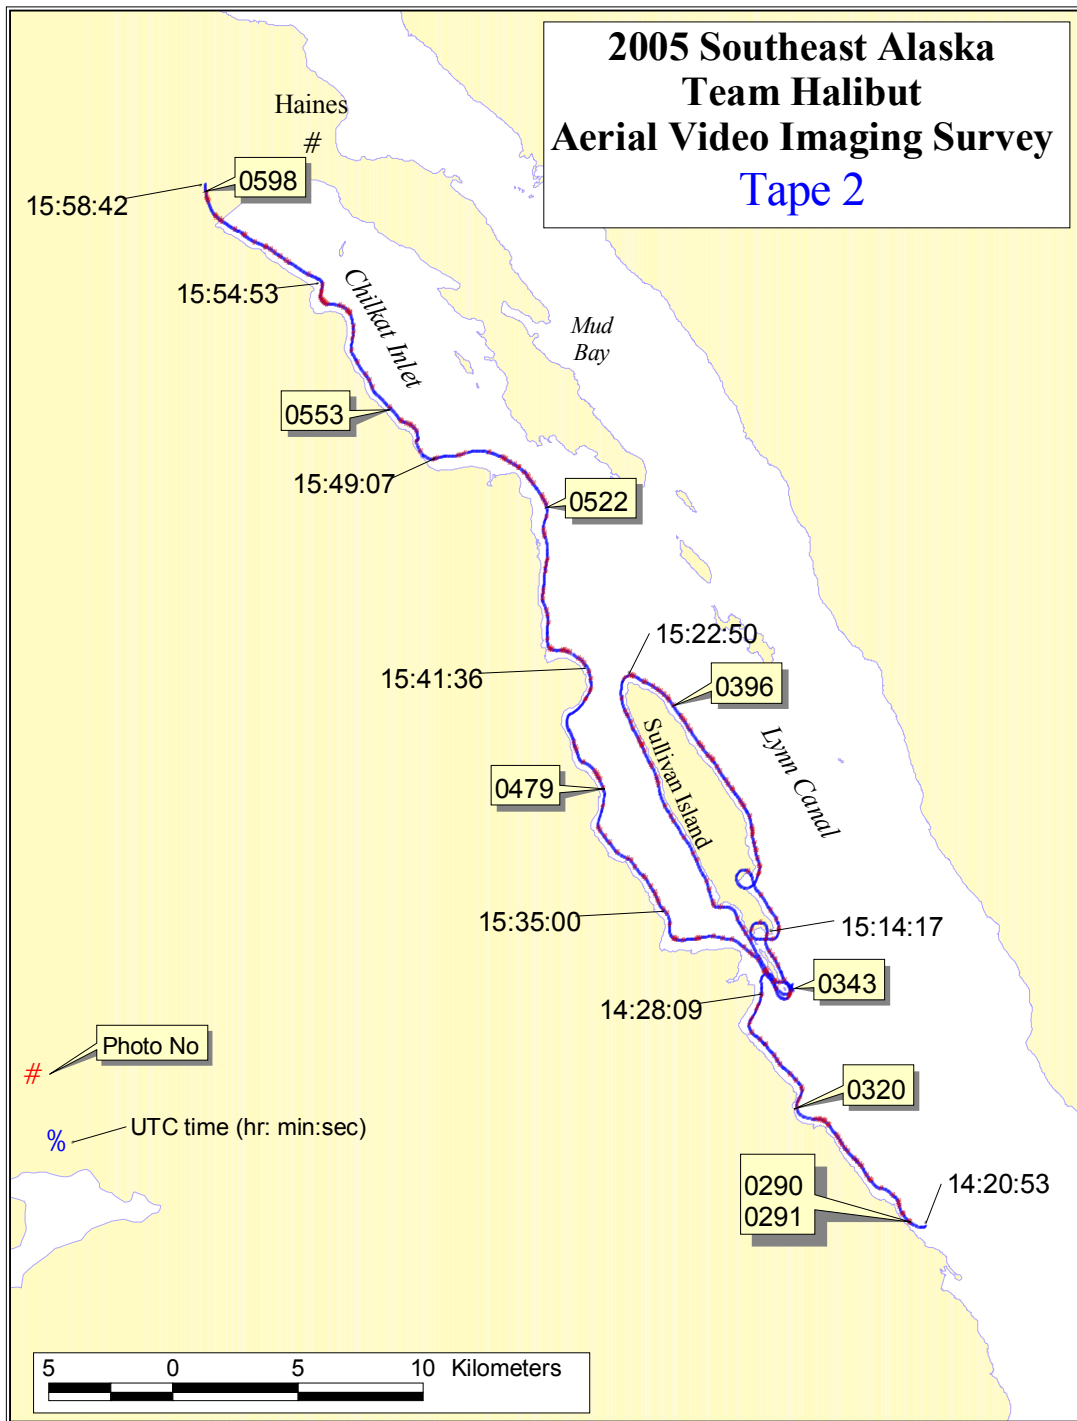 2005 Southeast Alaska
Team Halibut
Aerial Video Imaging Survey
Tape 2
Haines
#
0598
15:58:42
15:54:53
Chilkat Inlet
Mud
Bay
0553
15:49:07
0522
15:22:50
15:41:36
0396
Sullivan Island
Lynn Canal
0479
15:35:00
15:14:17
0343
14:28:09
Photo No
#
0320
UTC time (hr: min:sec)
%
0290
0291
14:20:53
5 0 5 10 Kilometers